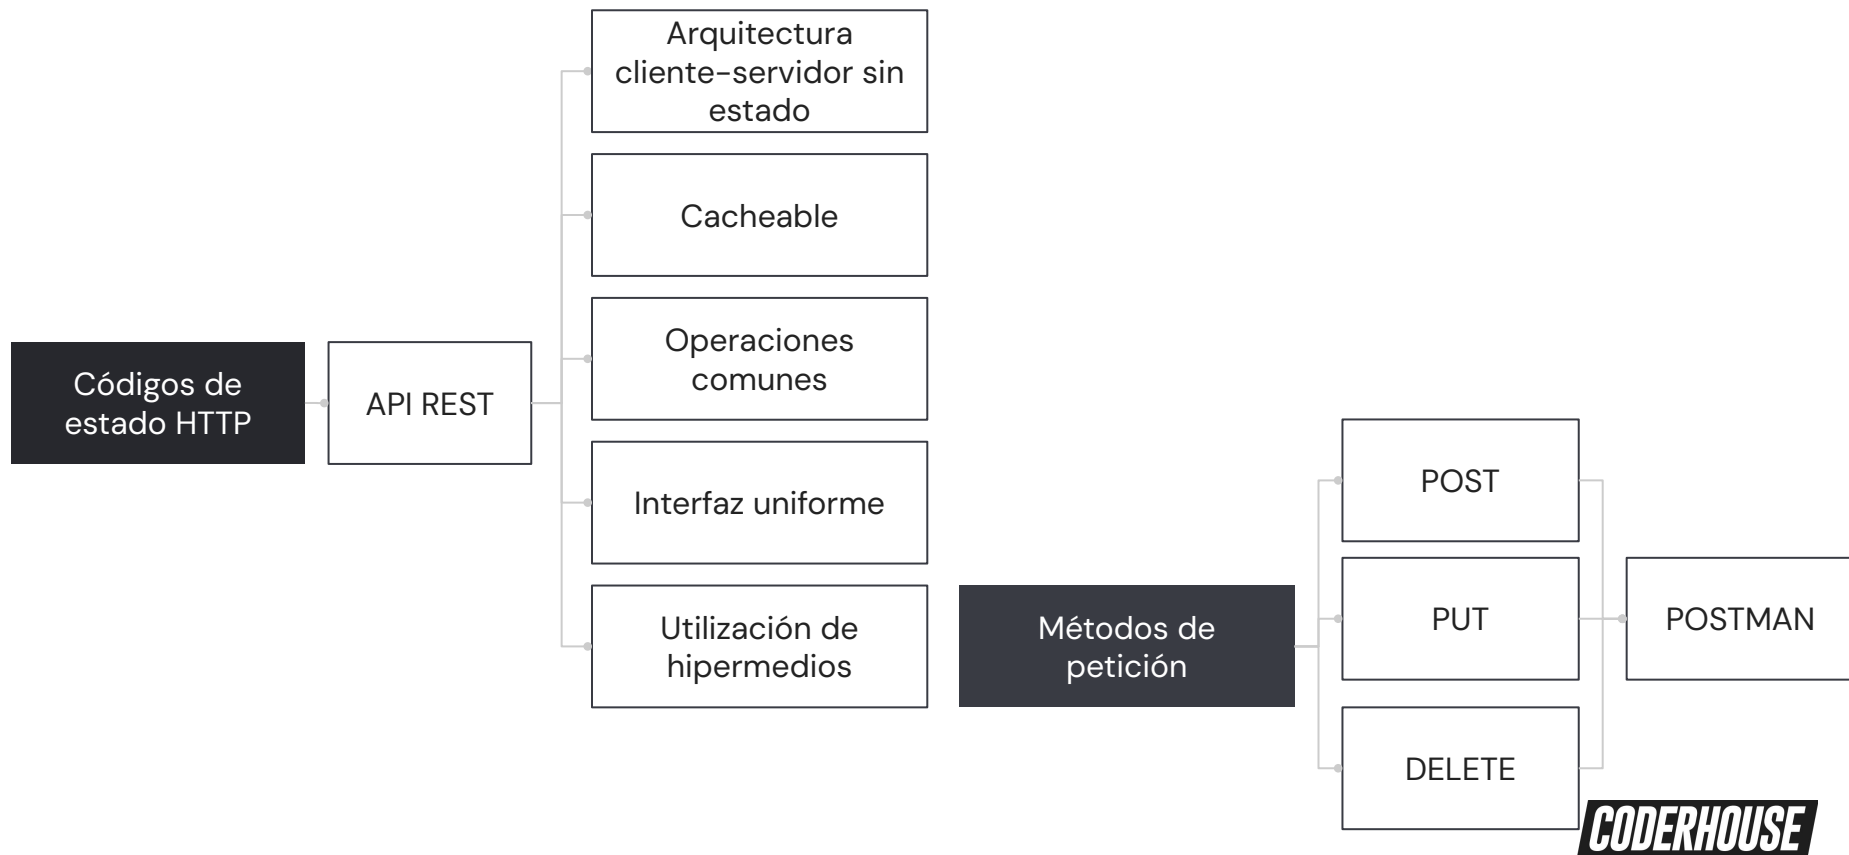 Arquitectura
cliente-servidor sin
estado
Cacheable
Operaciones
comunes
Códigos de
estado HTTP
API REST
Interfaz uniforme
Utilización de
hipermedios
Métodos de
petición
POST
PUT
DELETE
POSTMAN
CODERHOUSE